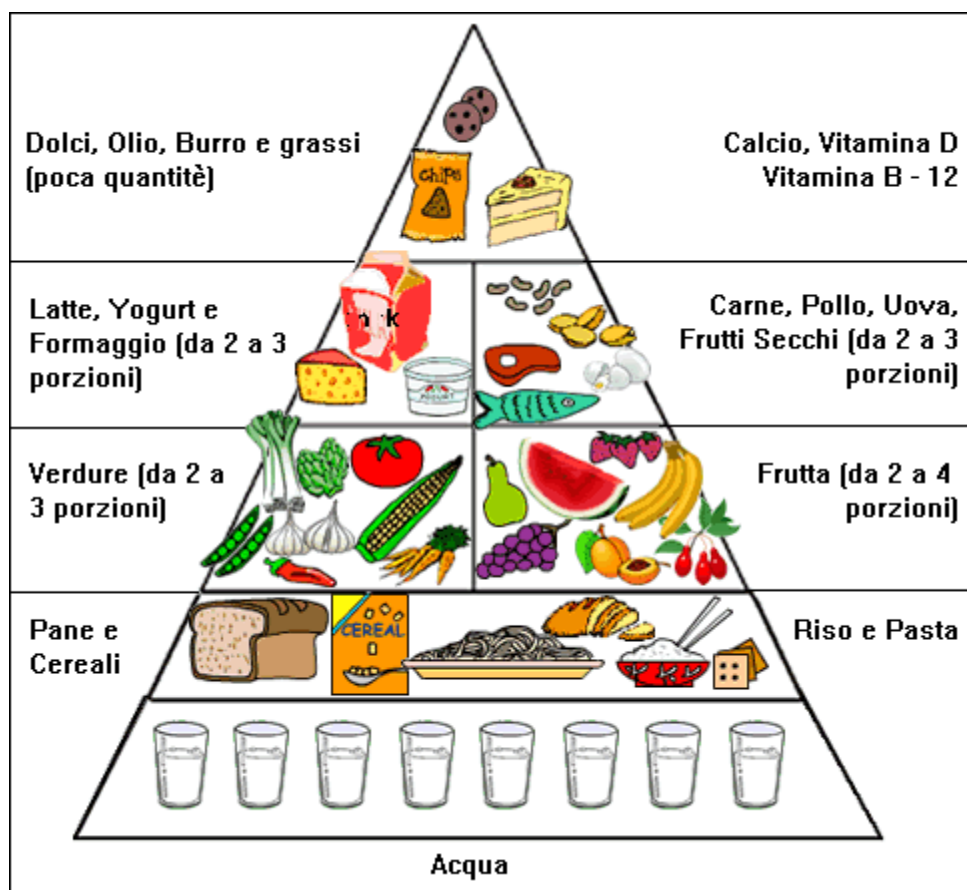 Dolci, Olio, Burro e grassi
(poca quantitè)
Calcio, Vitamina D
Vitamina B - 12
chips
Latte, Yogurt e
Formaggio (da 2 a 3
porzioni)
YOGURT
Carne, Pollo, Uova,
Frutti Secchi (da 2 a 3
porzioni)
Verdure (da 2 a
3 porzioni)
Frutta (da 2 a 4
porzioni)
Pane e
Cereali
CEREAL
Riso e Pasta
Acqua